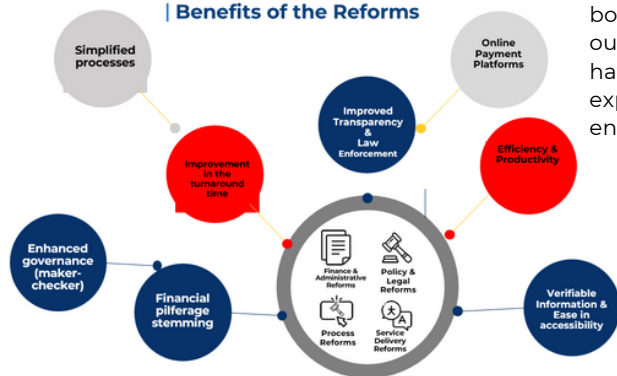 | Benefits of the Reforms
bo
ou
ha
exp
en
Simplified
processes
Online
Payment
Platforms
Improved
Transparency
&
Law
Enforcement
Improvement
in the
turnaround
time
Efficiency &
Productivity
Enhanced
governance
(maker-
checker)
Financial
pilferage
stemming
Finance &
Administrative
Reforms
Policy &
Legal
Reforms
Process
Reforms
大
A
Service
Delivery
Reforms
Verifiable
Information &
Ease in
accessibility